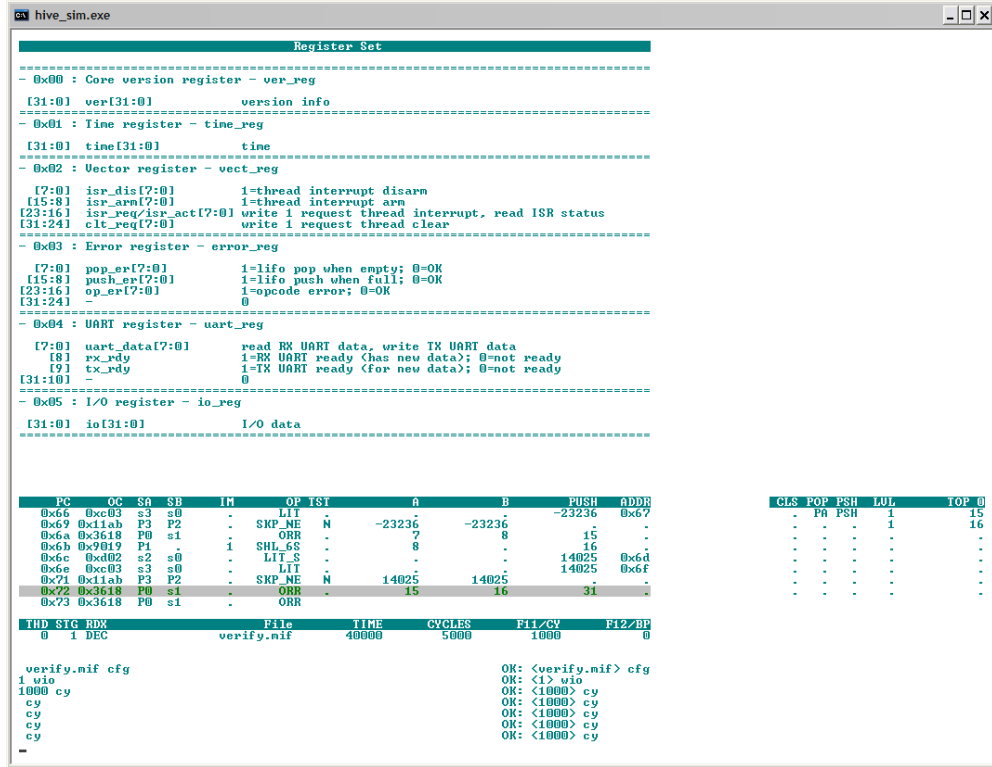 hive_sim.exe
Register Set
================================================================================
- 0x00 : Core version register - ver_reg
[31:0] ver[31:0] version info
================================================================================
- 0x01 : Time register - time_reg
[31:0] time[31:0] time
================================================================================
- 0x02 : Vector register - vect_reg
[7:0] isr_dis[7:0] 1=thread interrupt disarm
[15:8] isr_arm[7:0] 1=thread interrupt arm
[23:16] isr_req/isr_act[7:0] write 1 request thread interrupt, read ISR status
[31:24] clt_req[7:0] write 1 request thread clear
================================================================================
- 0x03 : Error register - error_reg
[7:0] pop_er[7:0] 1=lifo pop when empty; 0=OK
[15:8] push_er[7:0] 1=lifo push when full; 0=OK
[23:16] op_er[7:0] 1=opcode error; 0=OK
[31:24] - 0
================================================================================
- 0x04 : UART register - uart_reg
[7:0] uart_data[7:0] read RX UART data, write TX UART data
[8] rx_rdy 1=RX UART ready (has new data); 0=not ready
[9] tx_rdy 1=TX UART ready (for new data); 0=not ready
[31:10] - 0
================================================================================
- 0x05 : I/O register - io_reg
[31:0] io[31:0] I/O data
================================================================================
PC OC SA SB IM OP TST A B PUSH ADDR CLS POP PSH LVL TOP 0
0x66 0xc03 s3 s0 . LIT . . . -23236 0x67 . PA PSH 1 15
0x69 0x11ab P3 P2 . SKP_NE N -23236 -23236 . . . . . 1 16
0x6a 0x3618 P0 s1 . ORR . 7 8 15 . . . . . .
0x6b 0x9019 P1 . 1 SHL_6S . 8 . 16 . . . . . .
0x6c 0xd02 s2 s0 . LIT_S . . . 14025 0x6d . . . . .
0x6e 0xc03 s3 s0 . LIT . . . 14025 0x6f . . . . .
0x71 0x11ab P3 P2 . SKP_NE N 14025 14025 . . . . . . .
0x72 0x3618 P0 s1 . ORR . 15 16 31 . . . . . .
0x73 0x3618 P0 s1 . ORR
THD STG RDX File TIME CYCLES F11/CY F12/BP
0 1 DEC verify.mif 40000 5000 1000 0
verify.mif cfg OK: <verify.mif> cfg
1 wio OK: <1> wio
1000 cy OK: <1000> cy
cy OK: <1000> cy
cy OK: <1000> cy
cy OK: <1000> cy
cy OK: <1000> cy